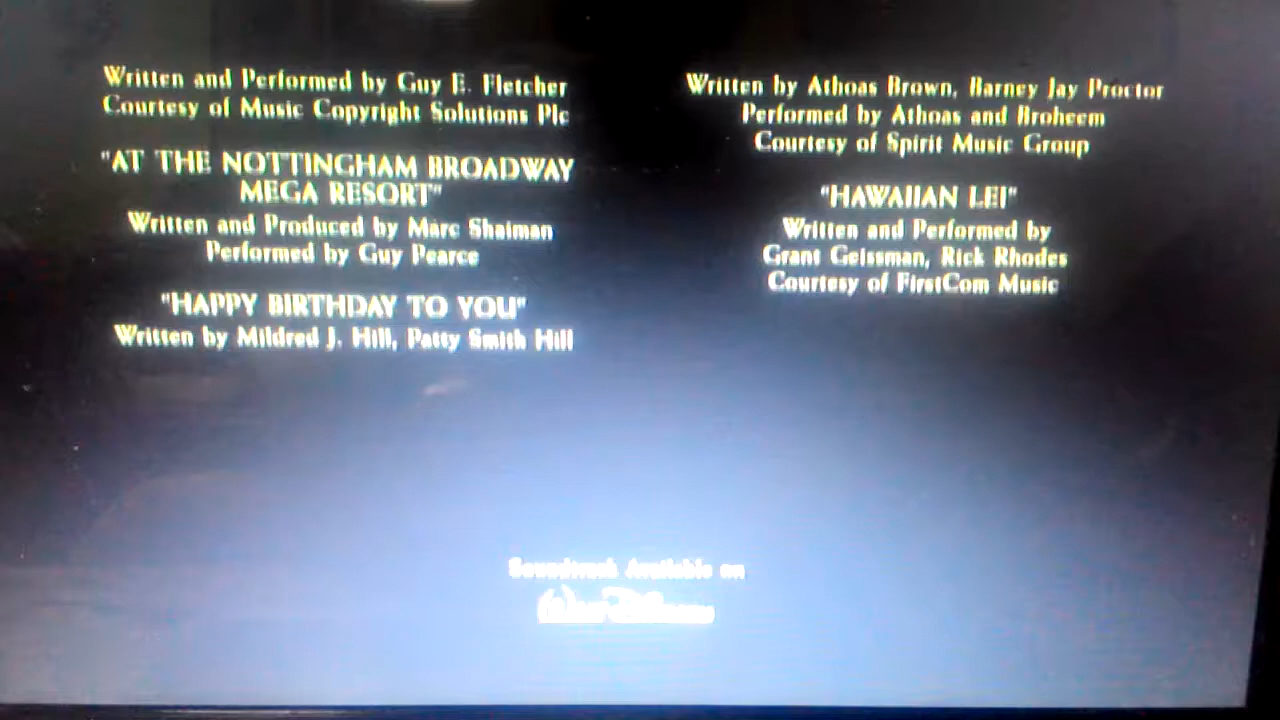 Written and Performed by Guy E. Fletcher
Courtesy of Music Copyright Solutions Plc
"AT THE NOTTINGHAM BROADWAY
MEGA RESORT"
Written and Produced by Marc Shaiman
Performed by Guy Pearce
"HAPPY BIRTHDAY TO YOU"
Written by Mildred J. Hill, Patty Smith Hill
Written by Athoas Brown, Barney Jay Proctor
Performed by Athoas and Broheem
Courtesy of Spirit Music Group
"HAWAIIAN LEI"
Written and Performed by
Grant Geissman, Rick Rhodes
Courtesy of FirstCom Music
Soundtrack Available on
Walt Disney